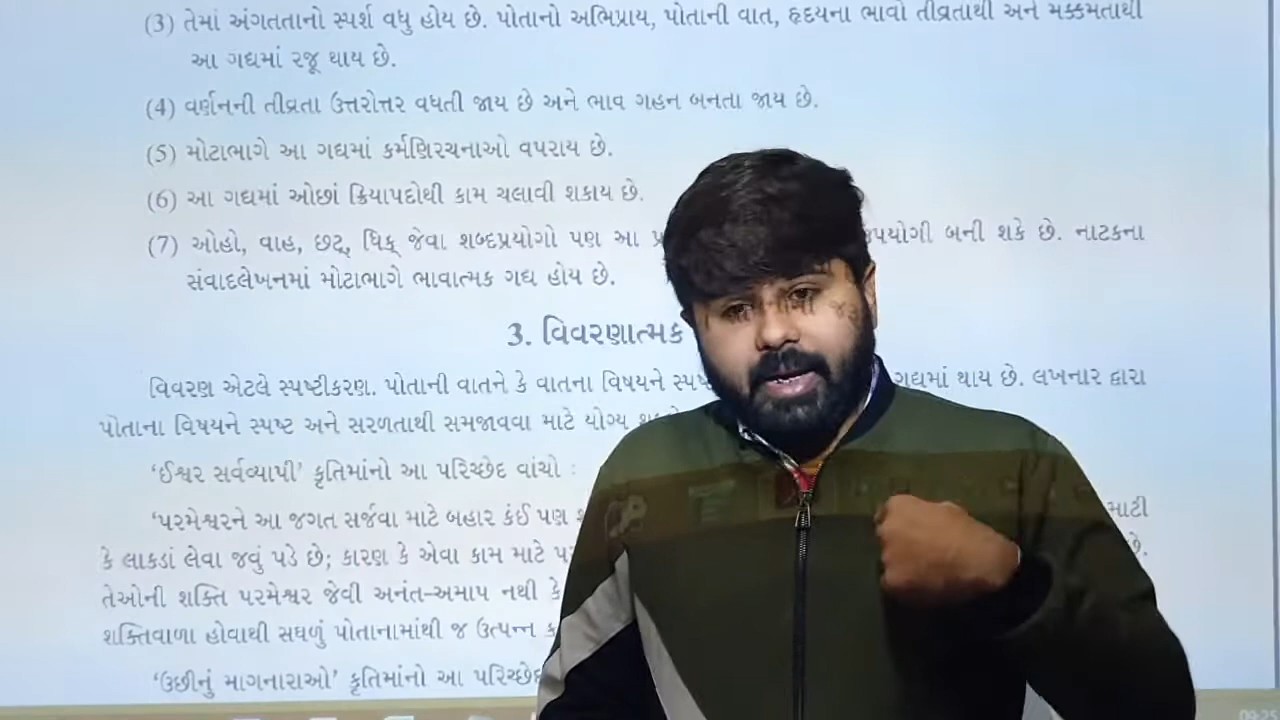 (3) તેમાં અંગતતાનો સ્પર્શ વધુ હોય છે. પોતાનો અભિપ્રાય, પોતાની વાત, હૃદયના ભાવો તીવ્રતાથી અને મક્કમતાથી
આ ગદ્યમાં રજૂ થાય છે.
(4) વર્ણનની તીવ્રતા ઉત્તરોત્તર વધતી જાય છે અને ભાવ ગહન બનતા જાય છે.
(5) મોટાભાગે આ ગદ્યમાં કર્મણિરચનાઓ વપરાય છે.
(6) આ ગદ્યમાં ઓછાં ક્રિયાપદોથી કામ ચલાવી શકાય છે.
(7) ઓહો, વાહ, છટ્, ધિક્ જેવા શબ્દપ્રયોગો પણ આ ઉપયોગી બની શકે છે. નાટકના
સંવાદલેખનમાં મોટાભાગે ભાવાત્મક ગદ્ય હોય છે.
3. વિવરણાત્મક
વિવરણ એટલે સ્પષ્ટીકરણ. પોતાની વાતને કે વાતના વિષયને ગદ્યમાં થાય છે. લખનાર દ્વારા
પોતાના વિષયને સ્પષ્ટ અને સરળતાથી સમજાવવા માટે યોગ્ય
‘ઈશ્વર સર્વવ્યાપી’ કૃતિમાંનો આ પરિચ્છેદ વાંચો :
‘પરમેશ્વરને આ જગત સર્જવા માટે બહાર કંઈ પણ માટી
કે લાકડાં લેવા જવું પડે છે; કારણ કે એવા કામ માટે છે.
તેઓની શક્તિ પરમેશ્વર જેવી અનંત-અમાપ નથી કે
શક્તિવાળા હોવાથી સઘળું પોતાનામાંથી જ ઉત્પન્ન
‘ઉછીનું માગનારાઓ’ કૃતિમાંનો આ પરિચ્છેદ